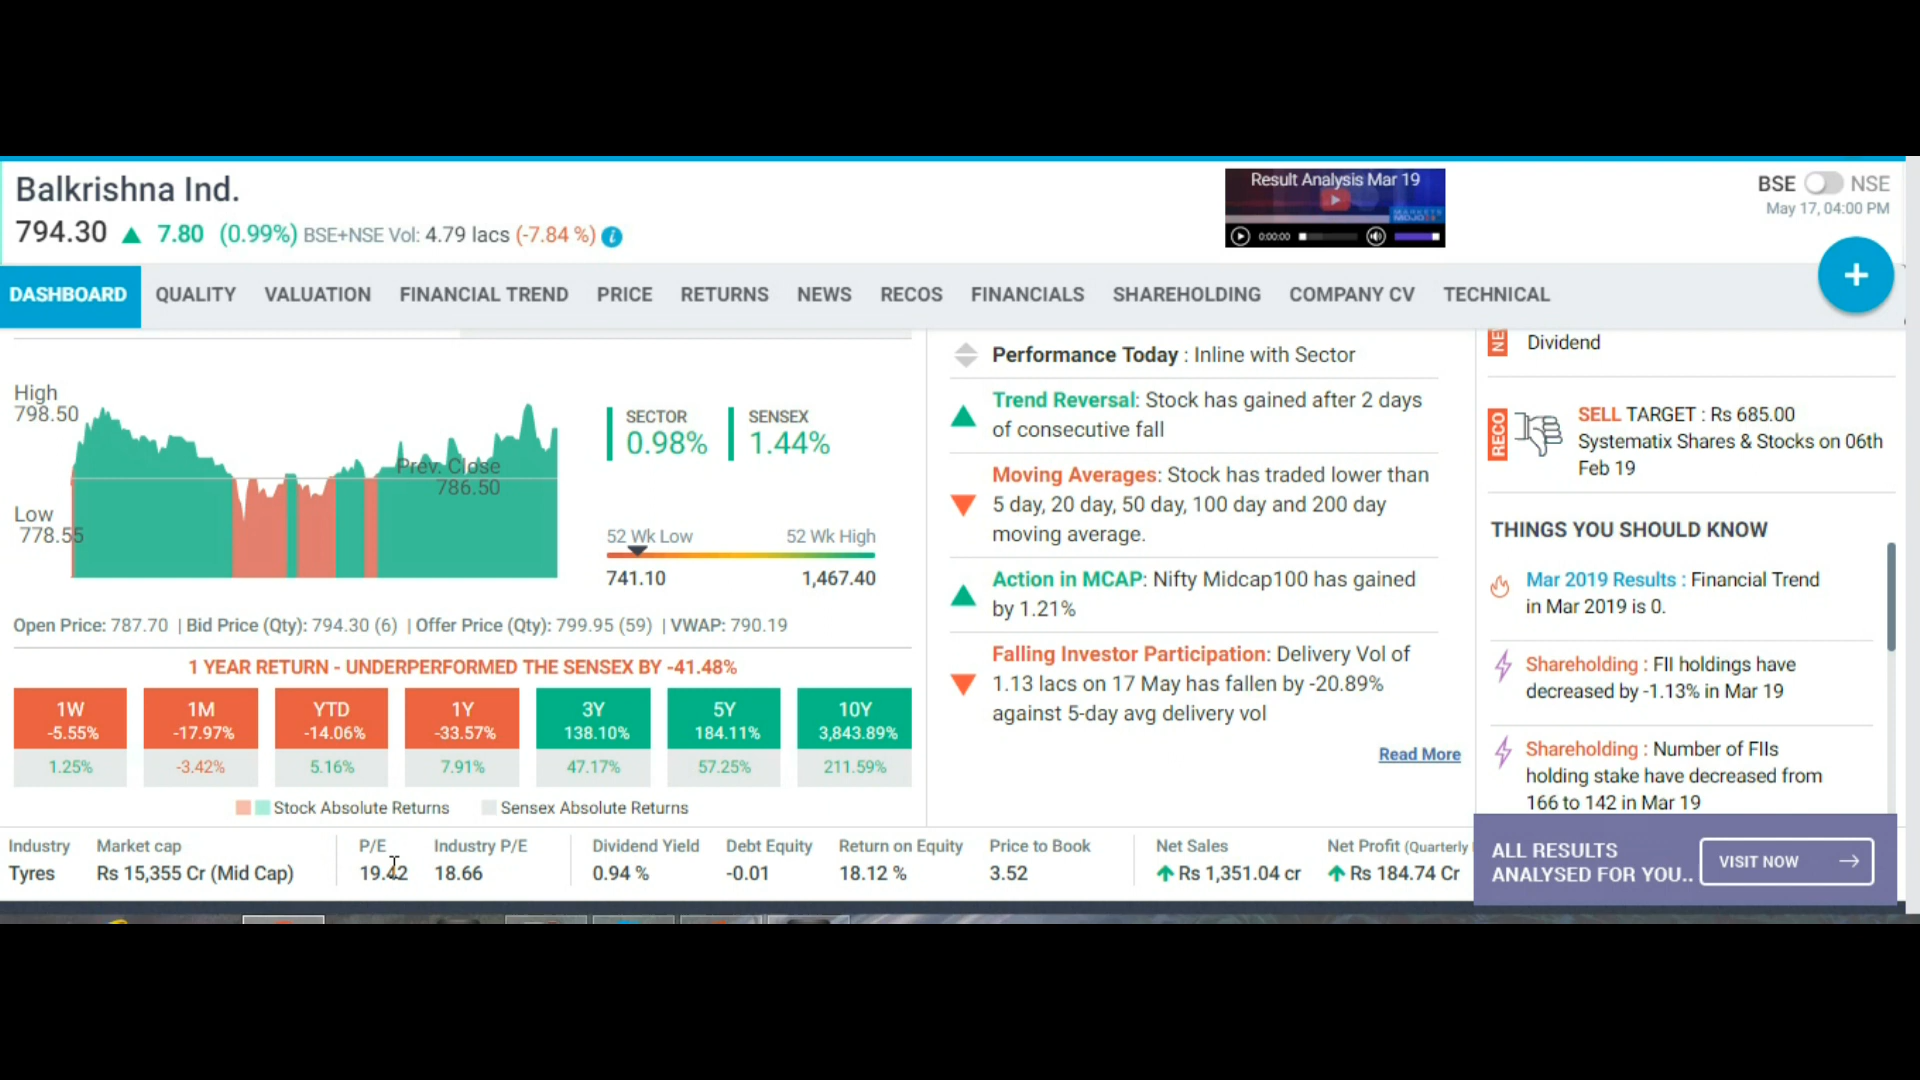 Balkrishna Ind.
794.30 7.80 (0.99%) BSE+NSE Vol: 4.79 lacs (-7.84 %)
Result Analysis Mar 19
MARKETS
MOJO
0:00:00
BSE NSE
May 17, 04:00 PM
+
DASHBOARD QUALITY VALUATION FINANCIAL TREND PRICE RETURNS NEWS RECOS FINANCIALS SHAREHOLDING COMPANY CV TECHNICAL
High
798.50
Prev. Close
786.50
Low
778.55
SECTOR
0.98%
SENSEX
1.44%
52 Wk Low 52 Wk High
741.10 1,467.40
Open Price: 787.70 | Bid Price (Qty): 794.30 (6) | Offer Price (Qty): 799.95 (59) | VWAP: 790.19
1 YEAR RETURN - UNDERPERFORMED THE SENSEX BY -41.48%
1W 1M YTD 1Y 3Y 5Y 10Y
-5.55% -17.97% -14.06% -33.57% 138.10% 184.11% 3,843.89%
1.25% -3.42% 5.16% 7.91% 47.17% 57.25% 211.59%
Stock Absolute Returns Sensex Absolute Returns
Performance Today : Inline with Sector
Trend Reversal: Stock has gained after 2 days
of consecutive fall
Moving Averages: Stock has traded lower than
5 day, 20 day, 50 day, 100 day and 200 day
moving average.
Action in MCAP: Nifty Midcap100 has gained
by 1.21%
Falling Investor Participation: Delivery Vol of
1.13 lacs on 17 May has fallen by -20.89%
against 5-day avg delivery vol
Read More
NE
Dividend
RECO
SELL TARGET : Rs 685.00
Systematix Shares & Stocks on 06th
Feb 19
THINGS YOU SHOULD KNOW
Mar 2019 Results : Financial Trend
in Mar 2019 is 0.
Shareholding : FII holdings have
decreased by -1.13% in Mar 19
Shareholding : Number of FIIs
holding stake have decreased from
166 to 142 in Mar 19
Industry Market cap P/E Industry P/E Dividend Yield Debt Equity Return on Equity Price to Book Net Sales Net Profit (Quarterly
Tyres Rs 15,355 Cr (Mid Cap) 19.42 18.66 0.94 % -0.01 18.12 % 3.52 Rs 1,351.04 cr Rs 184.74 Cr
ALL RESULTS
ANALYSED FOR YOU..
VISIT NOW